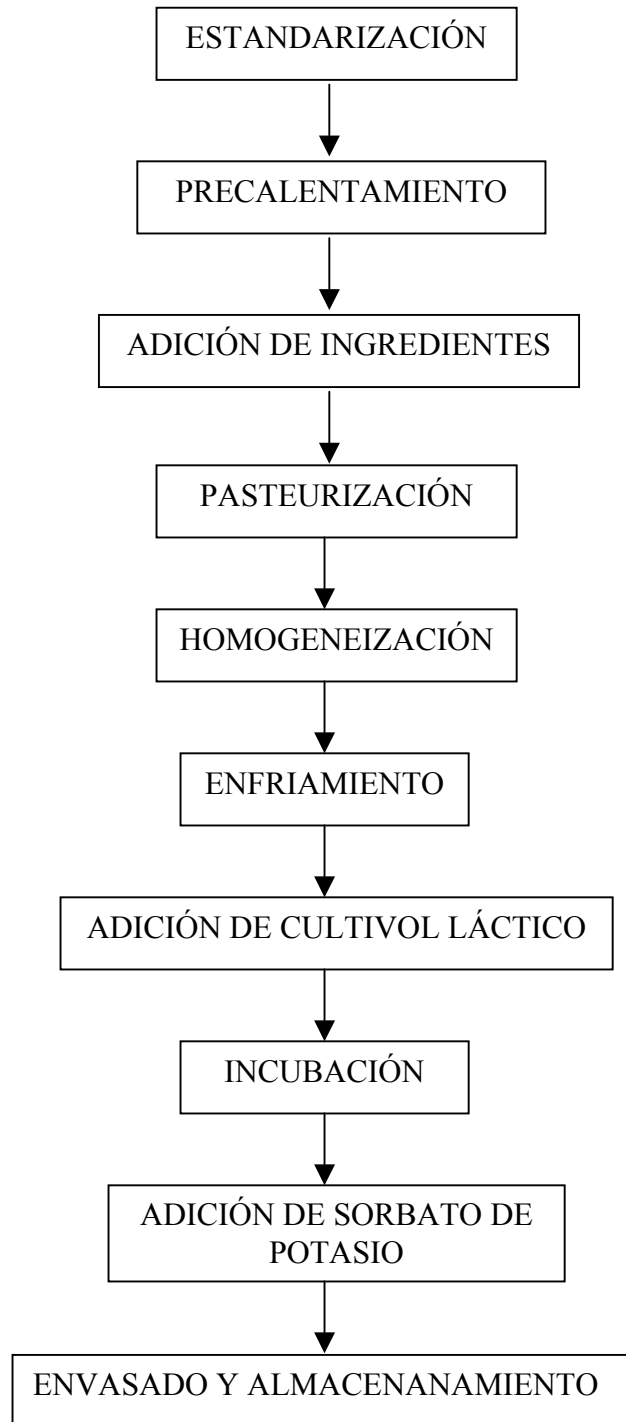 ESTANDARIZACIÓN
PRECALENTAMIENTO
ADICIÓN DE INGREDIENTES
PASTEURIZACIÓN
HOMOGENEIZACIÓN
ENFRIAMIENTO
ADICIÓN DE CULTIVOL LÁCTICO
INCUBACIÓN
ADICIÓN DE SORBATO DE
POTASIO
ENVASADO Y ALMACENANAMIENTO